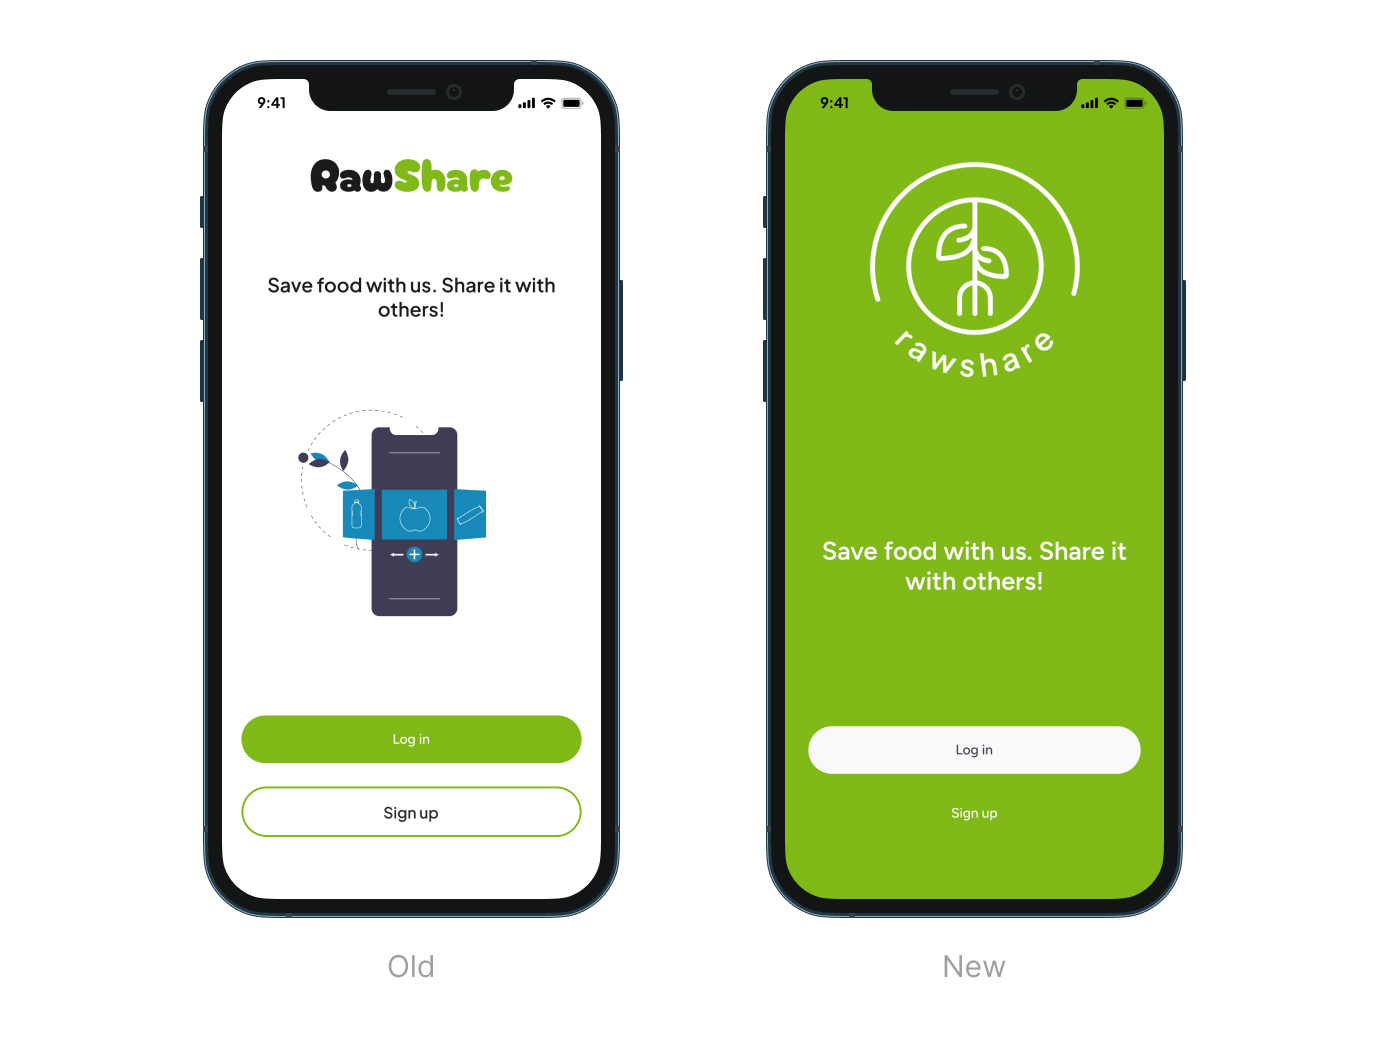 9:41
RawShare
Save food with us. Share it with
others!
Log in
Sign up
Old
9:41
rawshare
Save food with us. Share it
with others!
Log in
Sign up
New